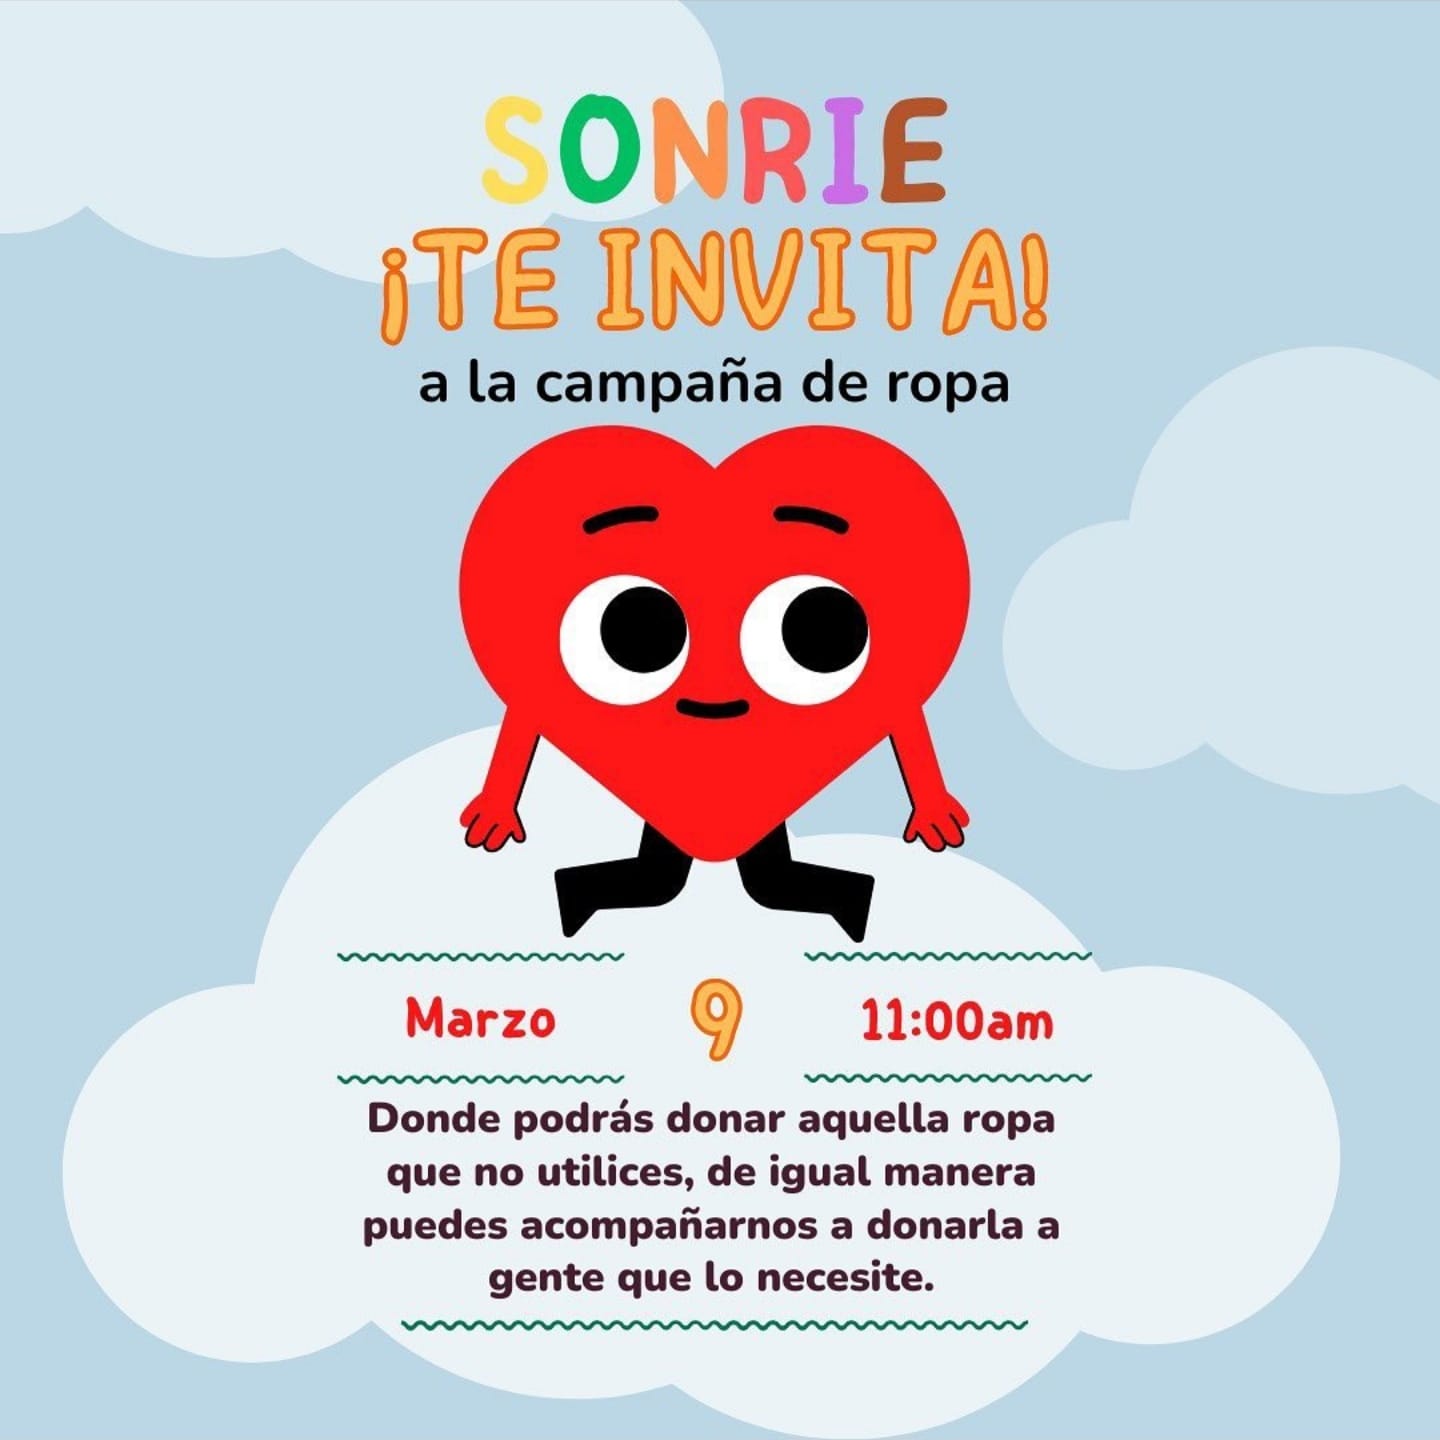 SONRIE
¡TE INVITA!
a la campaña de ropa
Marzo 9 11:00am
Donde podrás donar aquella ropa
que no utilices, de igual manera
puedes acompañarnos a donarla a
gente que lo necesite.